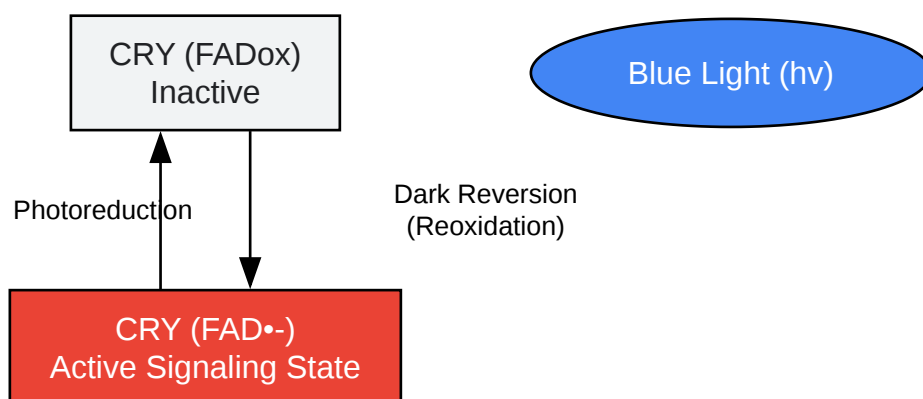 CRY (FADox)
Inactive
Blue Light (hv)
Photoreduction
Dark Reversion
(Reoxidation)
CRY (FAD•-)
Active Signaling State